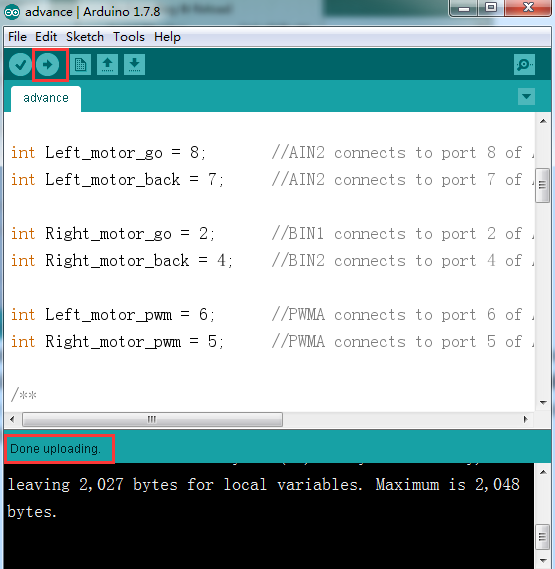 advance | Arduino 1.7.8
File Edit Sketch Tools Help
advance
int Left_motor_go = 8; //AIN2 connects to port 8 of
int Left_motor_back = 7; //AIN2 connects to port 7 of
int Right_motor_go = 2; //BIN1 connects to port 2 of
int Right_motor_back = 4; //BIN2 connects to port 4 of
int Left_motor_pwm = 6; //PWMA connects to port 6 of
int Right_motor_pwm = 5; //PWMA connects to port 5 of
/**
Done uploading.
leaving 2,027 bytes for local variables. Maximum is 2,048
bytes.